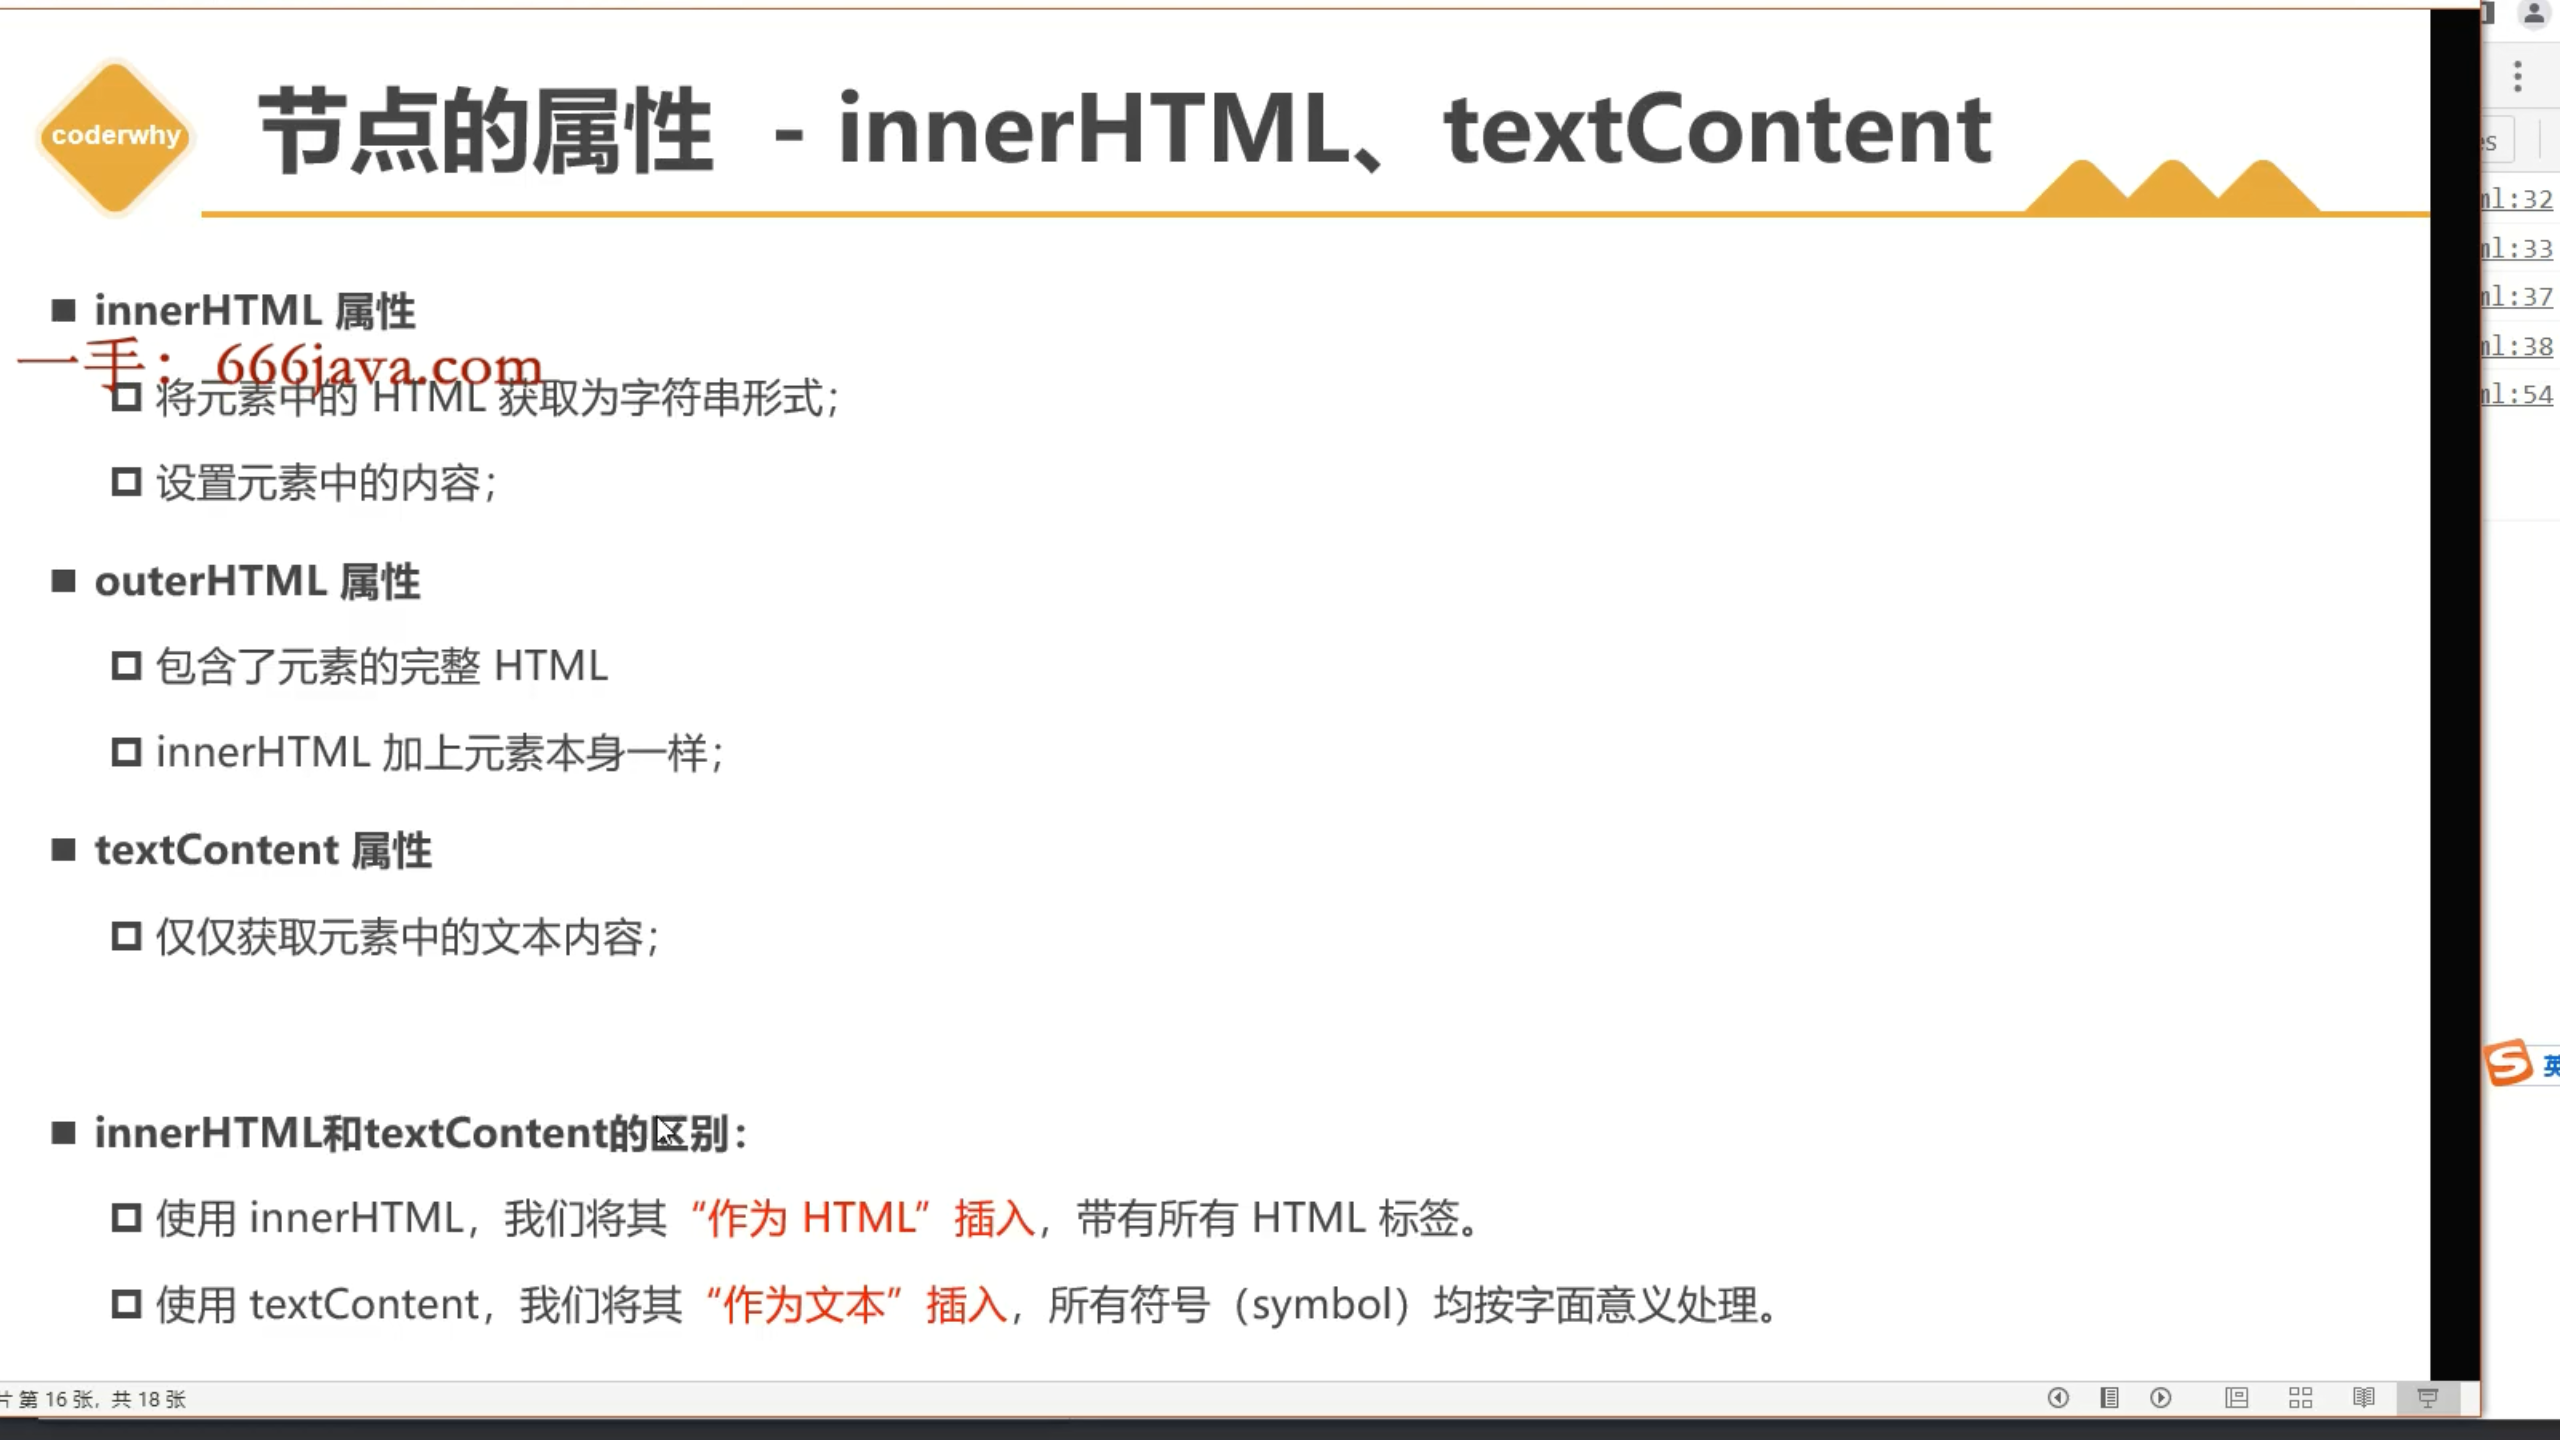 coderwhy
节点的属性 - innerHTML、textContent
■ innerHTML 属性
一手：666java.com
将元素中的 HTML 获取为字符串形式；
设置元素中的内容；
■ outerHTML 属性
包含了元素的完整 HTML
innerHTML 加上元素本身一样；
■ textContent 属性
仅仅获取元素中的文本内容；
■ innerHTML和textContent的区别：
使用 innerHTML，我们将其“作为 HTML”插入，带有所有 HTML 标签。
使用 textContent，我们将其“作为文本”插入，所有符号（symbol）均按字面意义处理。
片 第 16 张，共 18 张
es
ml:32
ml:33
ml:37
ml:38
ml:54
英